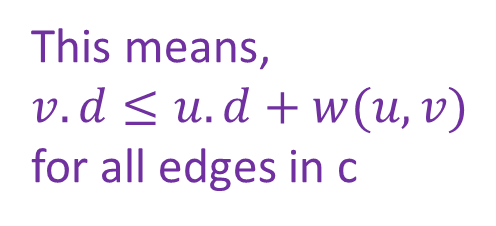 This means,
𝑣.𝑑 ≤ 𝑢.𝑑 + 𝑤(𝑢, 𝑣)
for all edges in c